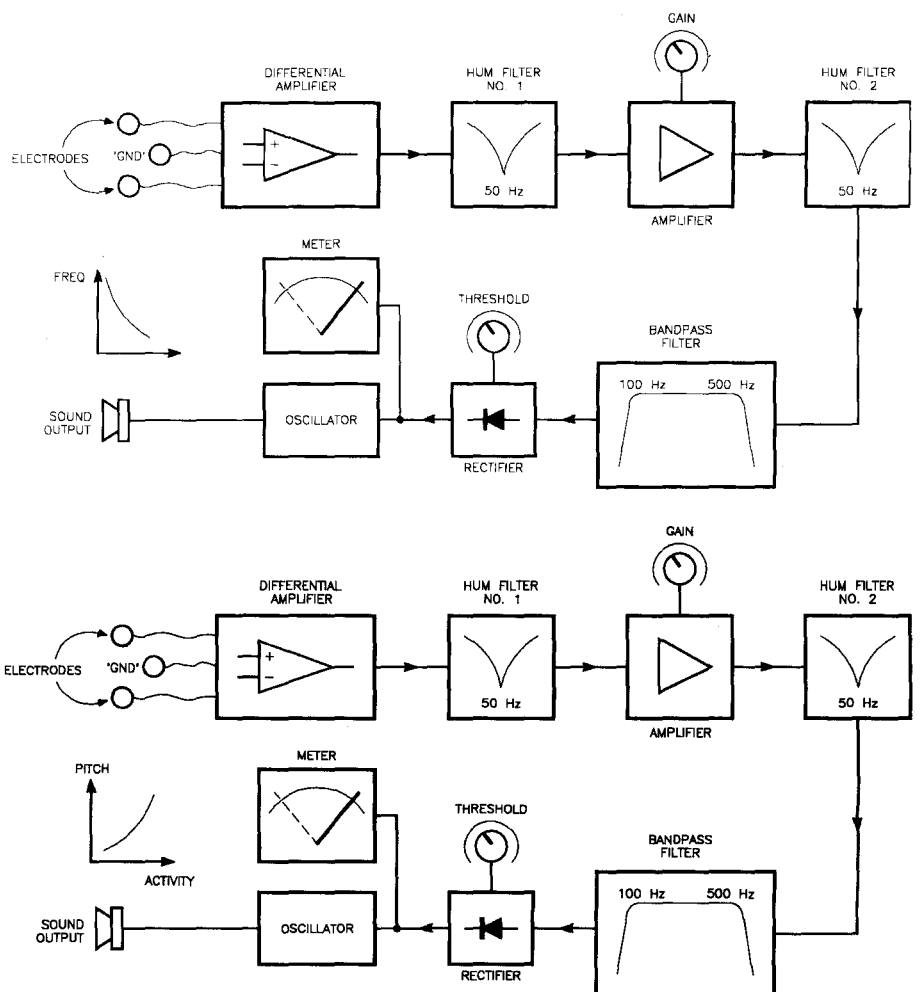 GAIN
DIFFERENTIAL
AMPLIFIER
HUM FILTER
NO. 1
HUM FILTER
NO. 2
ELECTRODES
"GND"
+
−
50 Hz
50 Hz
AMPLIFIER
METER
FREQ
THRESHOLD
BANDPASS
FILTER
100 Hz
500 Hz
SOUND
OUTPUT
OSCILLATOR
RECTIFIER
GAIN
DIFFERENTIAL
AMPLIFIER
HUM FILTER
NO. 1
HUM FILTER
NO. 2
ELECTRODES
"GND"
+
−
50 Hz
50 Hz
AMPLIFIER
METER
PITCH
THRESHOLD
BANDPASS
FILTER
ACTIVITY
100 Hz
500 Hz
SOUND
OUTPUT
OSCILLATOR
RECTIFIER